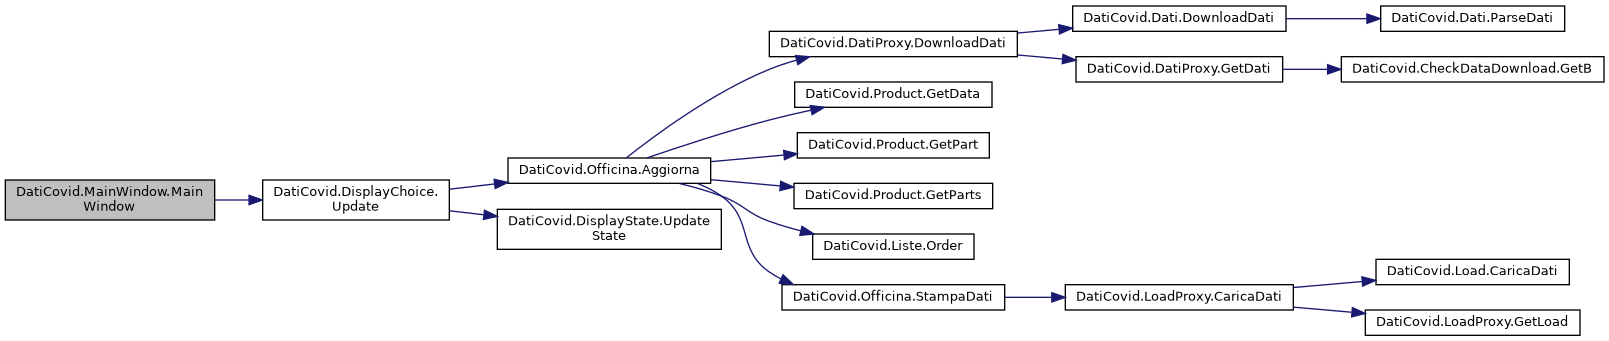 DatiCovid.MainWindow.Main
Window
DatiCovid.DisplayChoice.
Update
DatiCovid.Officina.Aggiorna
DatiCovid.DisplayState.Update
State
DatiCovid.DatiProxy.DownloadDati
DatiCovid.Product.GetData
DatiCovid.Product.GetPart
DatiCovid.Product.GetParts
DatiCovid.Liste.Order
DatiCovid.Officina.StampaDati
DatiCovid.Dati.DownloadDati
DatiCovid.DatiProxy.GetDati
DatiCovid.LoadProxy.CaricaDati
DatiCovid.Dati.ParseDati
DatiCovid.CheckDataDownload.GetB
DatiCovid.Load.CaricaDati
DatiCovid.LoadProxy.GetLoad